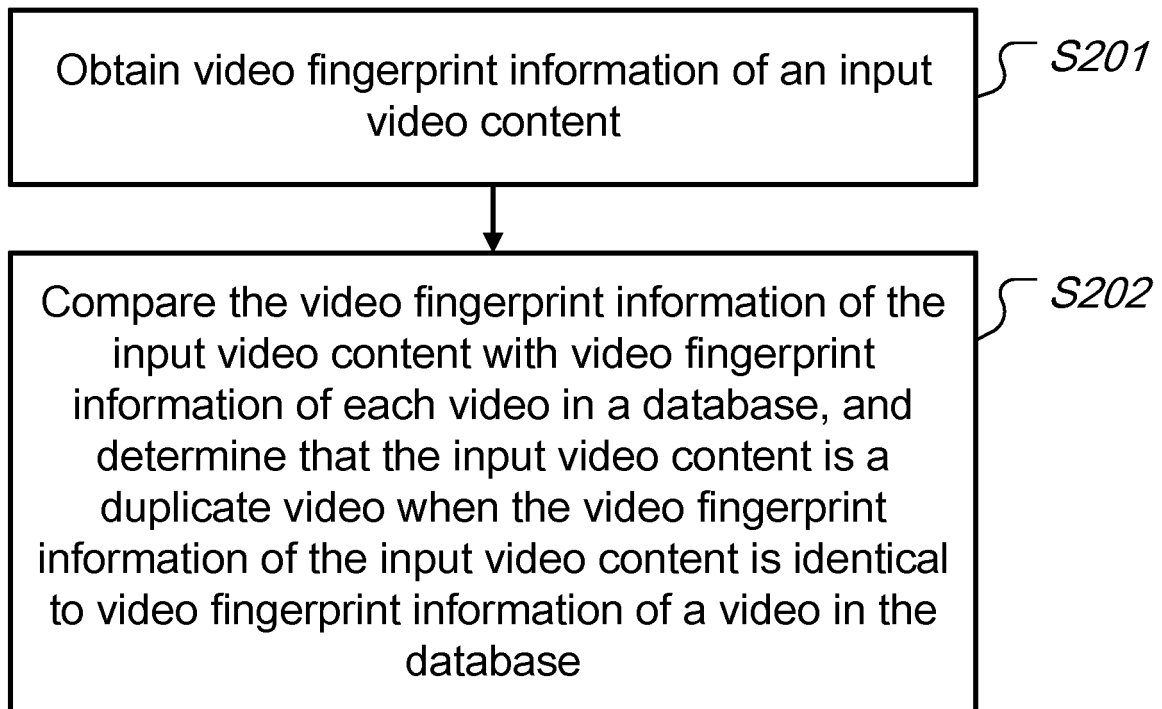 Obtain video fingerprint information of an input
video content
S201
Compare the video fingerprint information of the
input video content with video fingerprint
information of each video in a database, and
determine that the input video content is a
duplicate video when the video fingerprint
information of the input video content is identical
to video fingerprint information of a video in the
database
S202